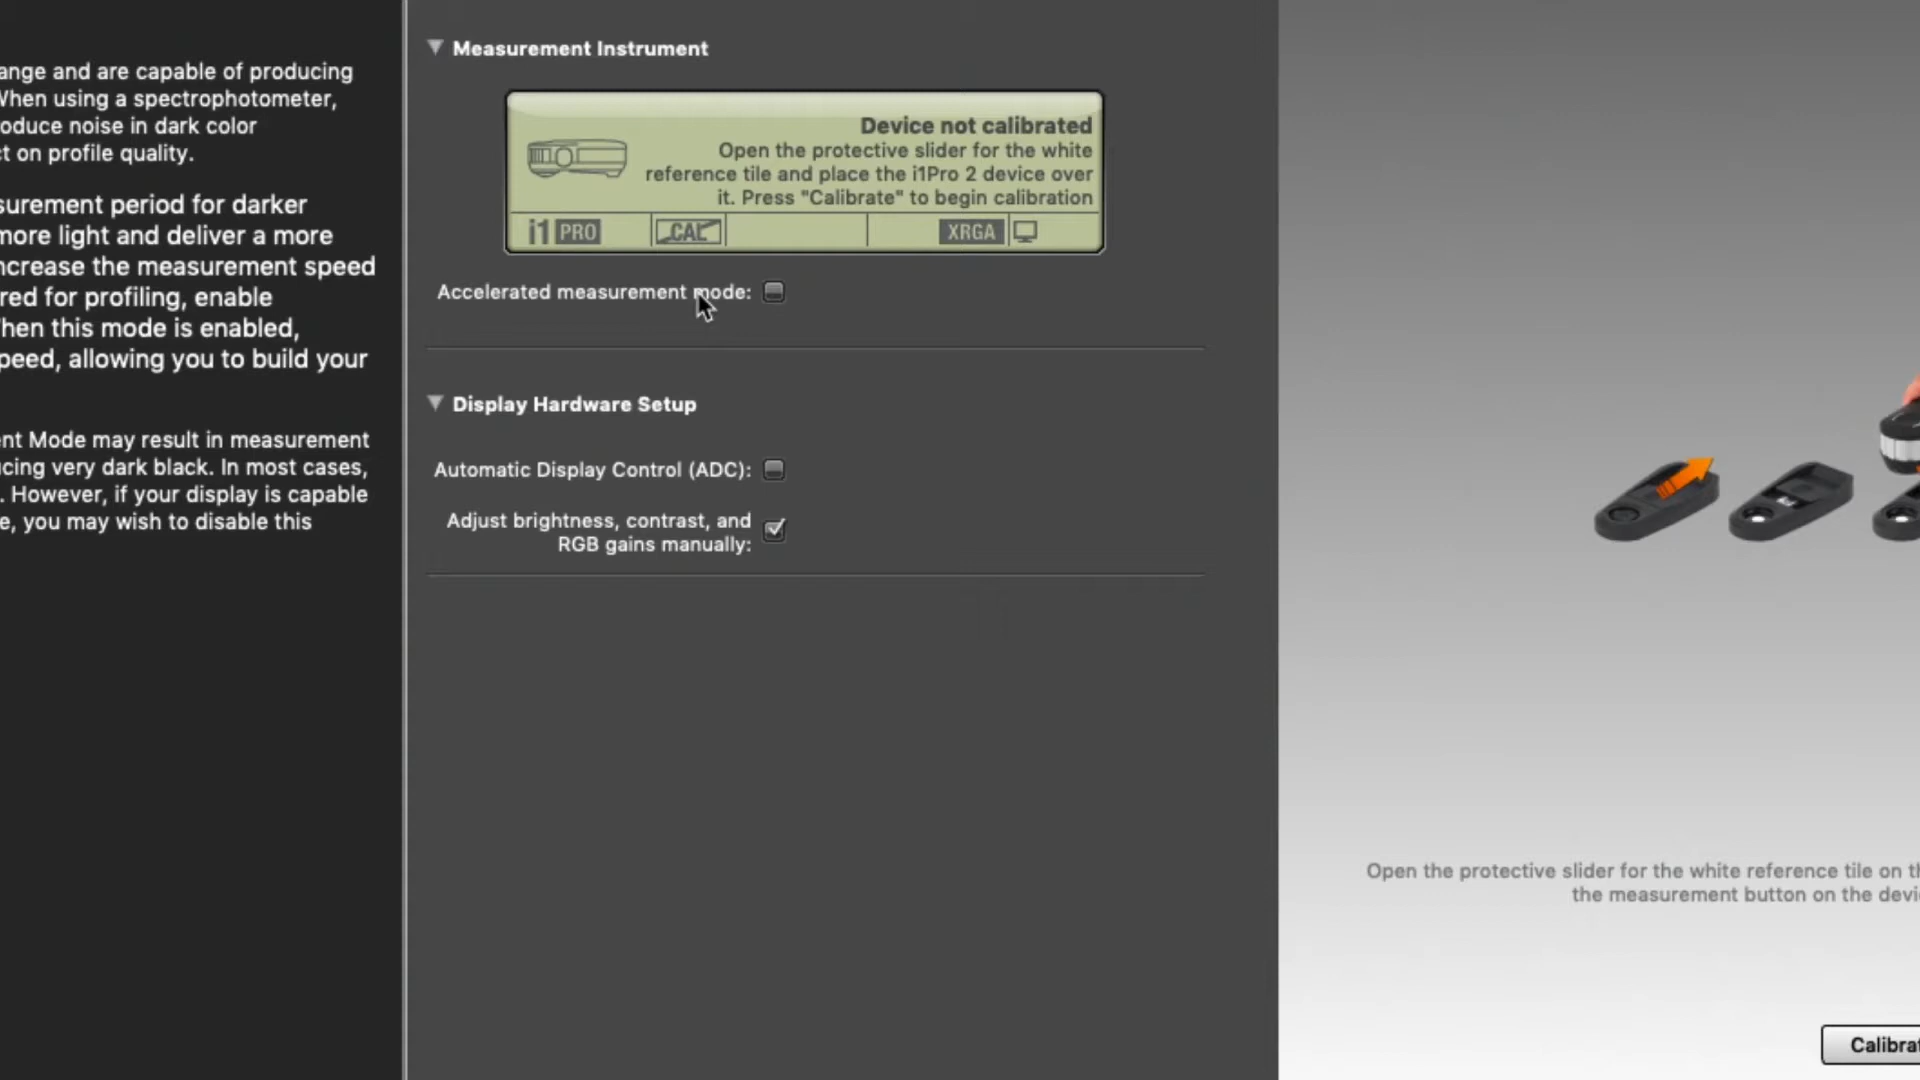 ange and are capable of producing
When using a spectrophotometer,
oduce noise in dark color
ct on profile quality.
surement period for darker
more light and deliver a more
ncrease the measurement speed
red for profiling, enable
When this mode is enabled,
peed, allowing you to build your
ent Mode may result in measurement
ucing very dark black. In most cases,
. However, if your display is capable
e, you may wish to disable this
Measurement Instrument
Device not calibrated
Open the protective slider for the white
reference tile and place the i1Pro 2 device over
it. Press "Calibrate" to begin calibration
i1 PRO CAL XRGA
Accelerated measurement mode:
Display Hardware Setup
Automatic Display Control (ADC):
Adjust brightness, contrast, and
RGB gains manually:
Open the protective slider for the white reference tile on th
the measurement button on the devi
Calibrat